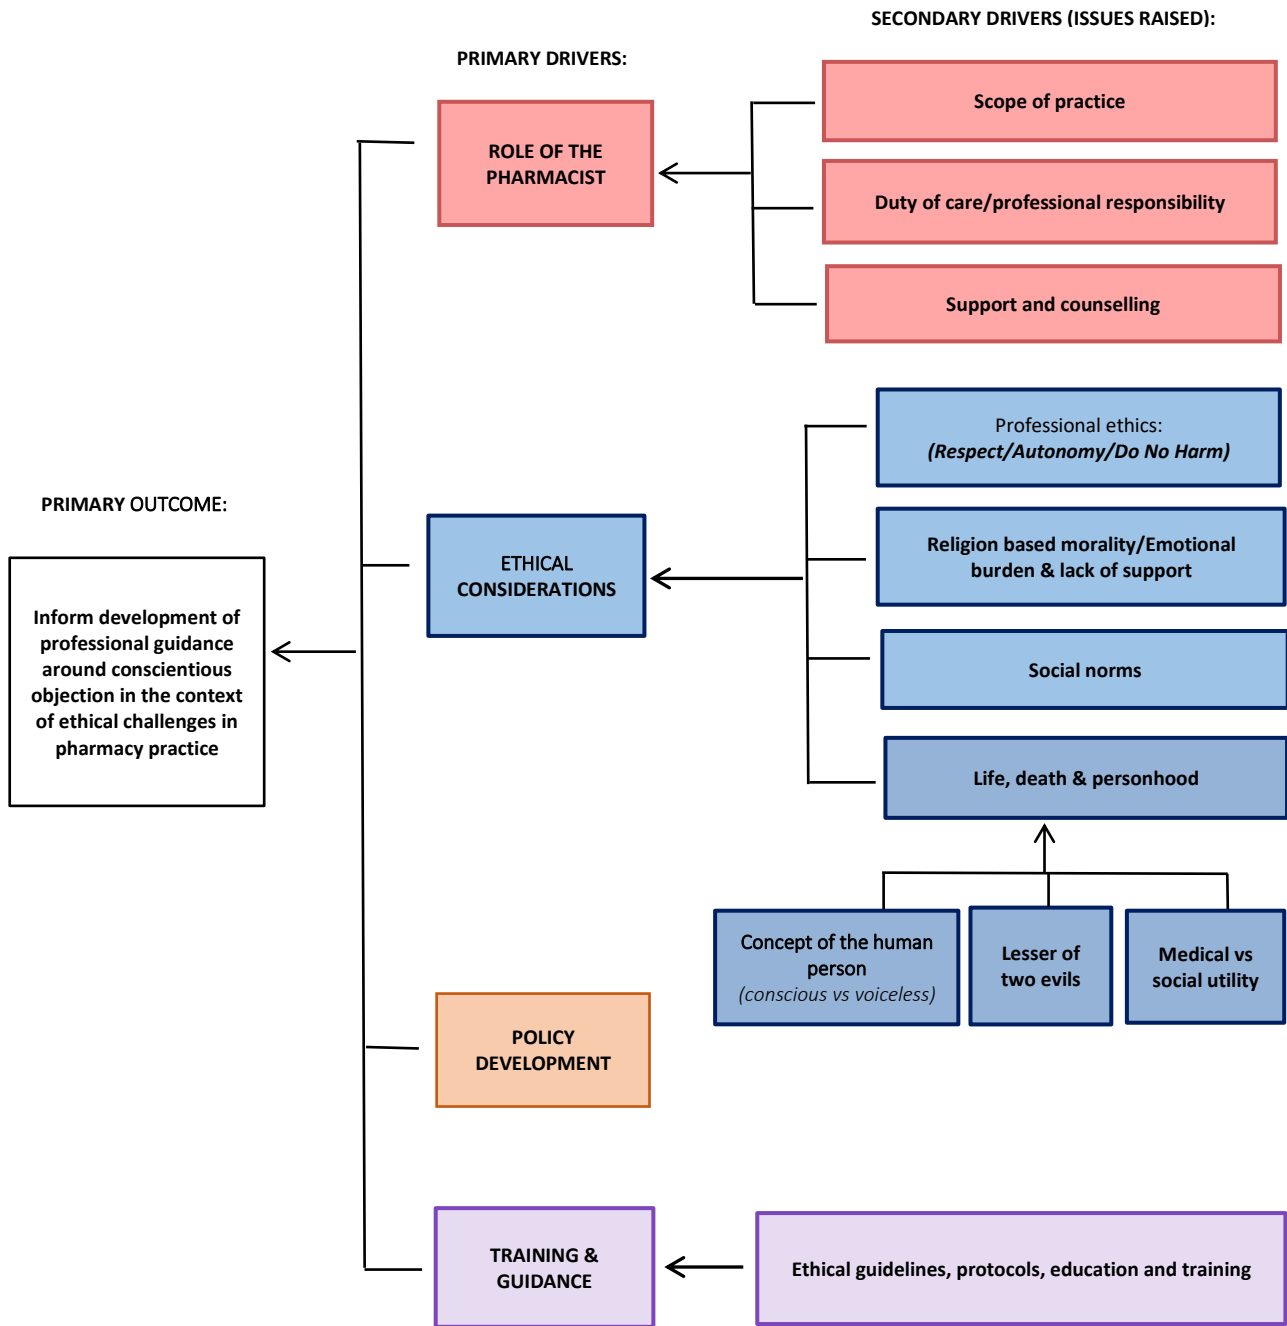 SECONDARY DRIVERS (ISSUES RAISED):
PRIMARY DRIVERS:
Scope of practice
ROLE OF THE
PHARMACIST
Duty of care/professional responsibility
Support and counselling
Professional ethics:
(Respect/Autonomy/Do No Harm)
PRIMARY OUTCOME:
Religion based morality/Emotional
burden & lack of support
ETHICAL
CONSIDERATIONS
Inform development of
professional guidance
around conscientious
objection in the context
of ethical challenges in
pharmacy practice
Social norms
Life, death & personhood
Concept of the human
person
(conscious vs voiceless)
Lesser of
two evils
Medical vs
social utility
POLICY
DEVELOPMENT
TRAINING &
GUIDANCE
Ethical guidelines, protocols, education and training